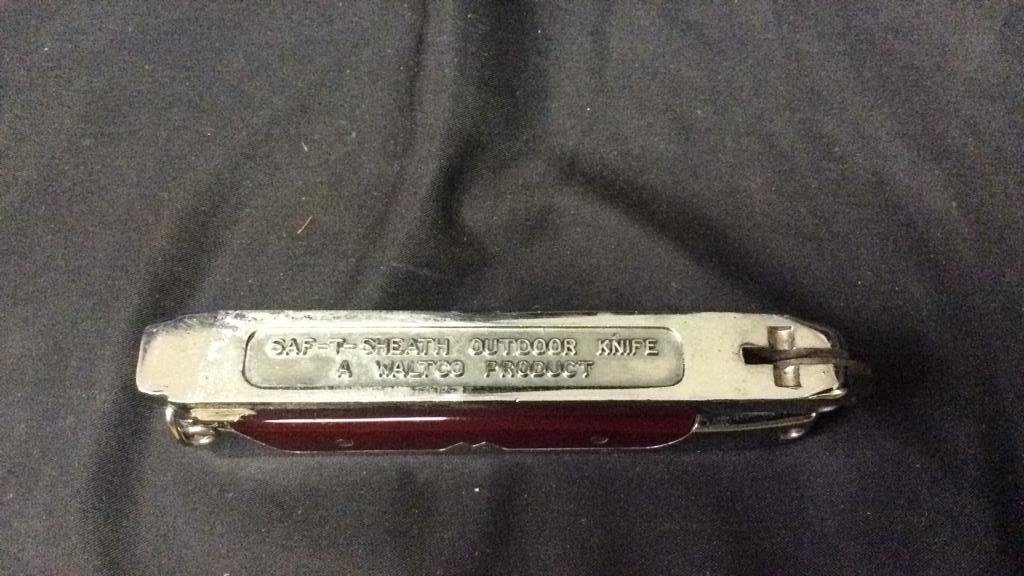 SAF-T-SHEATH OUTDOOR KNIFE
A WALTCO PRODUCT